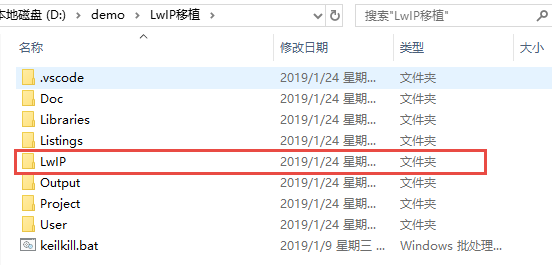 本地磁盘 (D:) › demo › LwIP移植
搜索"LwIP移植"
名称 修改日期 类型 大小
.vscode 2019/1/24 星期... 文件夹
Doc 2019/1/24 星期... 文件夹
Libraries 2019/1/24 星期... 文件夹
Listings 2019/1/24 星期... 文件夹
LwIP 2019/1/24 星期... 文件夹
Output 2019/1/24 星期... 文件夹
Project 2019/1/24 星期... 文件夹
User 2019/1/24 星期... 文件夹
keilkill.bat 2019/1/9 星期三 ... Windows 批处理...